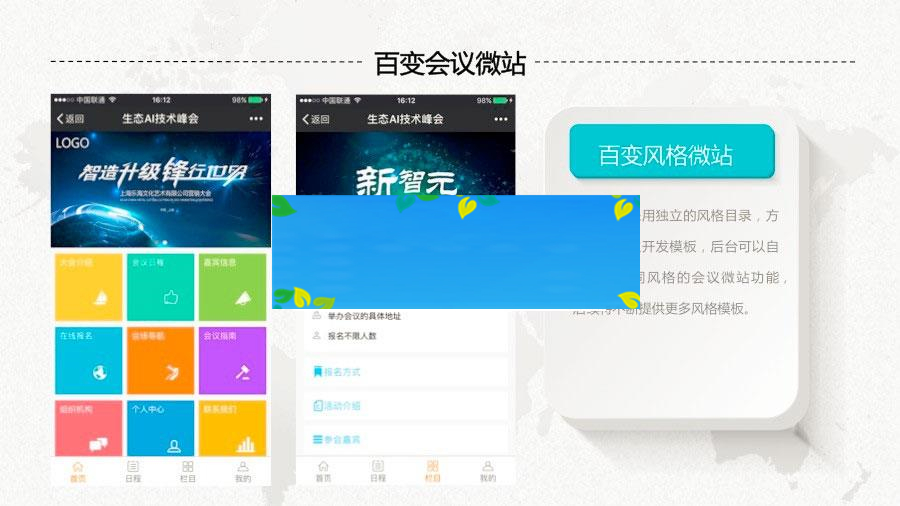 百变会议微站
中国联通 16:12 98%
返回 生态AI技术峰会
LOGO
智造升级锋行10射
上海乐海文化艺术有限公司营销大会
大会介绍 会议日程 嘉宾信息
在线报名 会场导航 会议指南
组织机构 个人中心 联系我们
首页 日程 栏目 我的
中国联通 16:12 98%
返回 生态AI技术峰会
新智元
举办会议的具体地址
报名不限人数
报名方式
活动介绍
参会嘉宾
首页 日程 栏目 我的
百变风格微站
用独立的风格目录，方
开发模板，后台可以自
风格的会议微站功能，
不断提供更多风格模板。